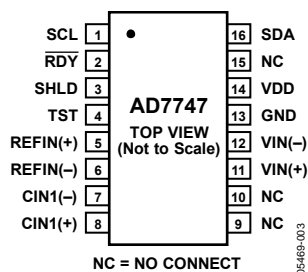 SCL 1 16 SDA
RDY 2 15 NC
SHLD 3 14 VDD
TST 4 13 GND
REFIN(+) 5 12 VIN(–)
REFIN(–) 6 11 VIN(+)
CIN1(–) 7 10 NC
CIN1(+) 8 9 NC
AD7747
TOP VIEW
(Not to Scale)
NC = NO CONNECT
05469-003